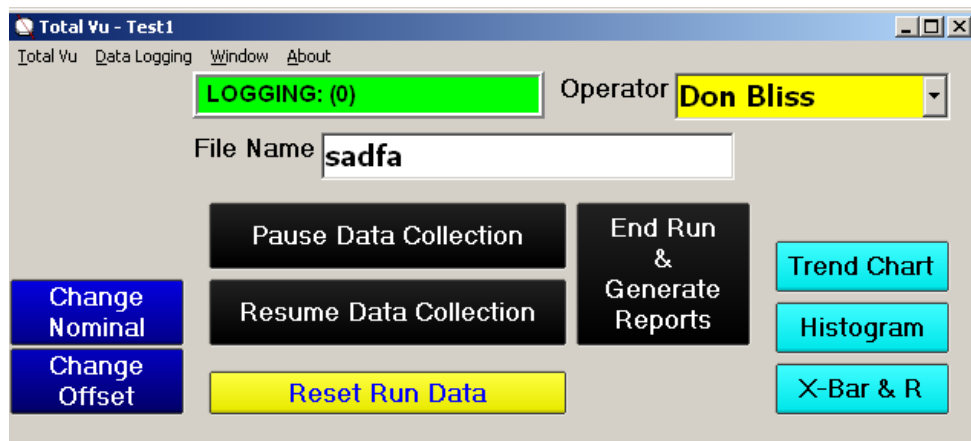 Total Vu - Test1
Total Vu Data Logging Window About
LOGGING: (0)
Operator Don Bliss
File Name sadfa
Pause Data Collection
Resume Data Collection
End Run
&
Generate
Reports
Trend Chart
Histogram
X-Bar & R
Change
Nominal
Change
Offset
Reset Run Data